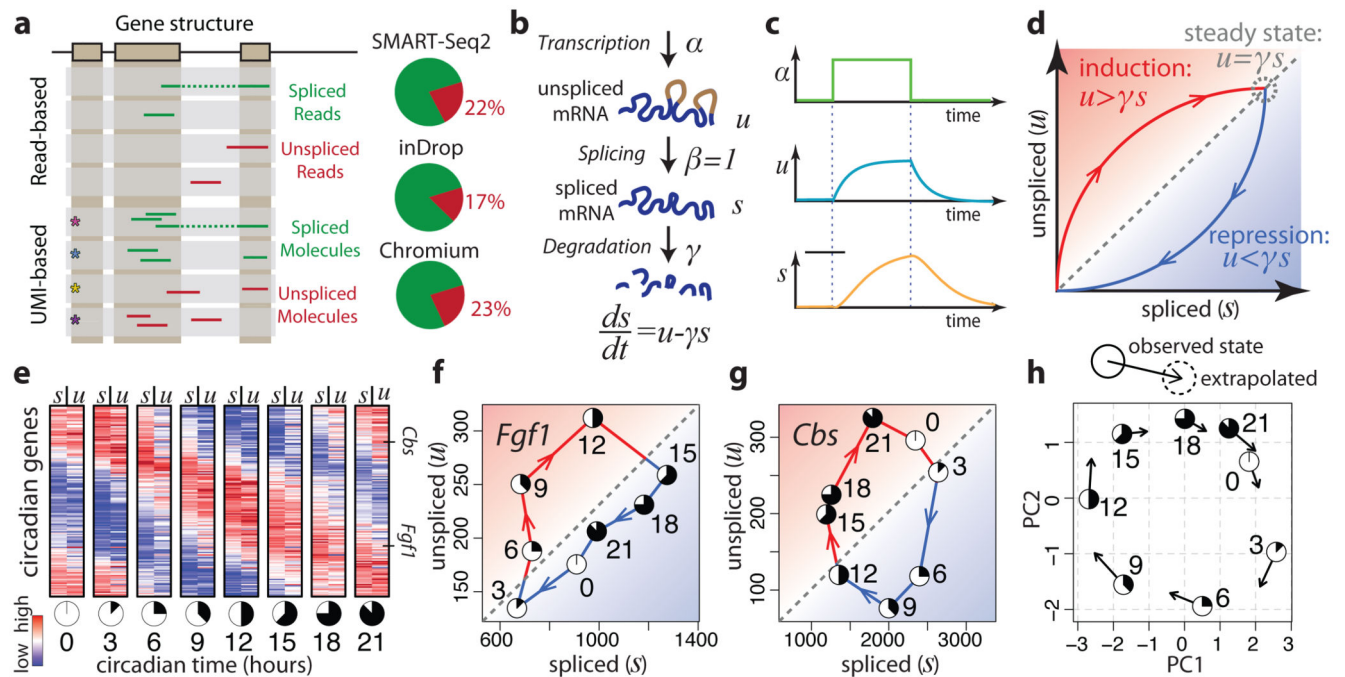 a
Gene structure
Read-based
UMI-based
Spliced
Reads
Unspliced
Reads
*
Spliced
Molecules
*
*
Unspliced
Molecules
*
SMART-Seq2
22%
inDrop
17%
Chromium
23%
b
Transcription
α
unspliced
mRNA
u
Splicing
β=1
spliced
mRNA
s
Degradation
γ
ds/dt=u-γs
c
α
time
u
time
s
time
d
steady state:
u=γs
induction:
u>γs
repression:
u<γs
unspliced (u)
spliced (s)
e
s u s u s u s u s u s u s u s u
circadian genes
Cbs
Fgf1
low high
0 3 6 9 12 15 18 21
circadian time (hours)
f
Fgf1
unspliced (u)
300
250
200
150
12
15
9
18
6
21
0
3
600 1000 1400
spliced (s)
g
Cbs
unspliced (u)
300
200
100
0
21
3
18
15
12
6
9
1000 2000 3000
spliced (s)
h
observed state
extrapolated
PC2
1
0
−1
−2
18
21
15
0
12
3
9
6
−3 −2 −1 0 1 2 3
PC1